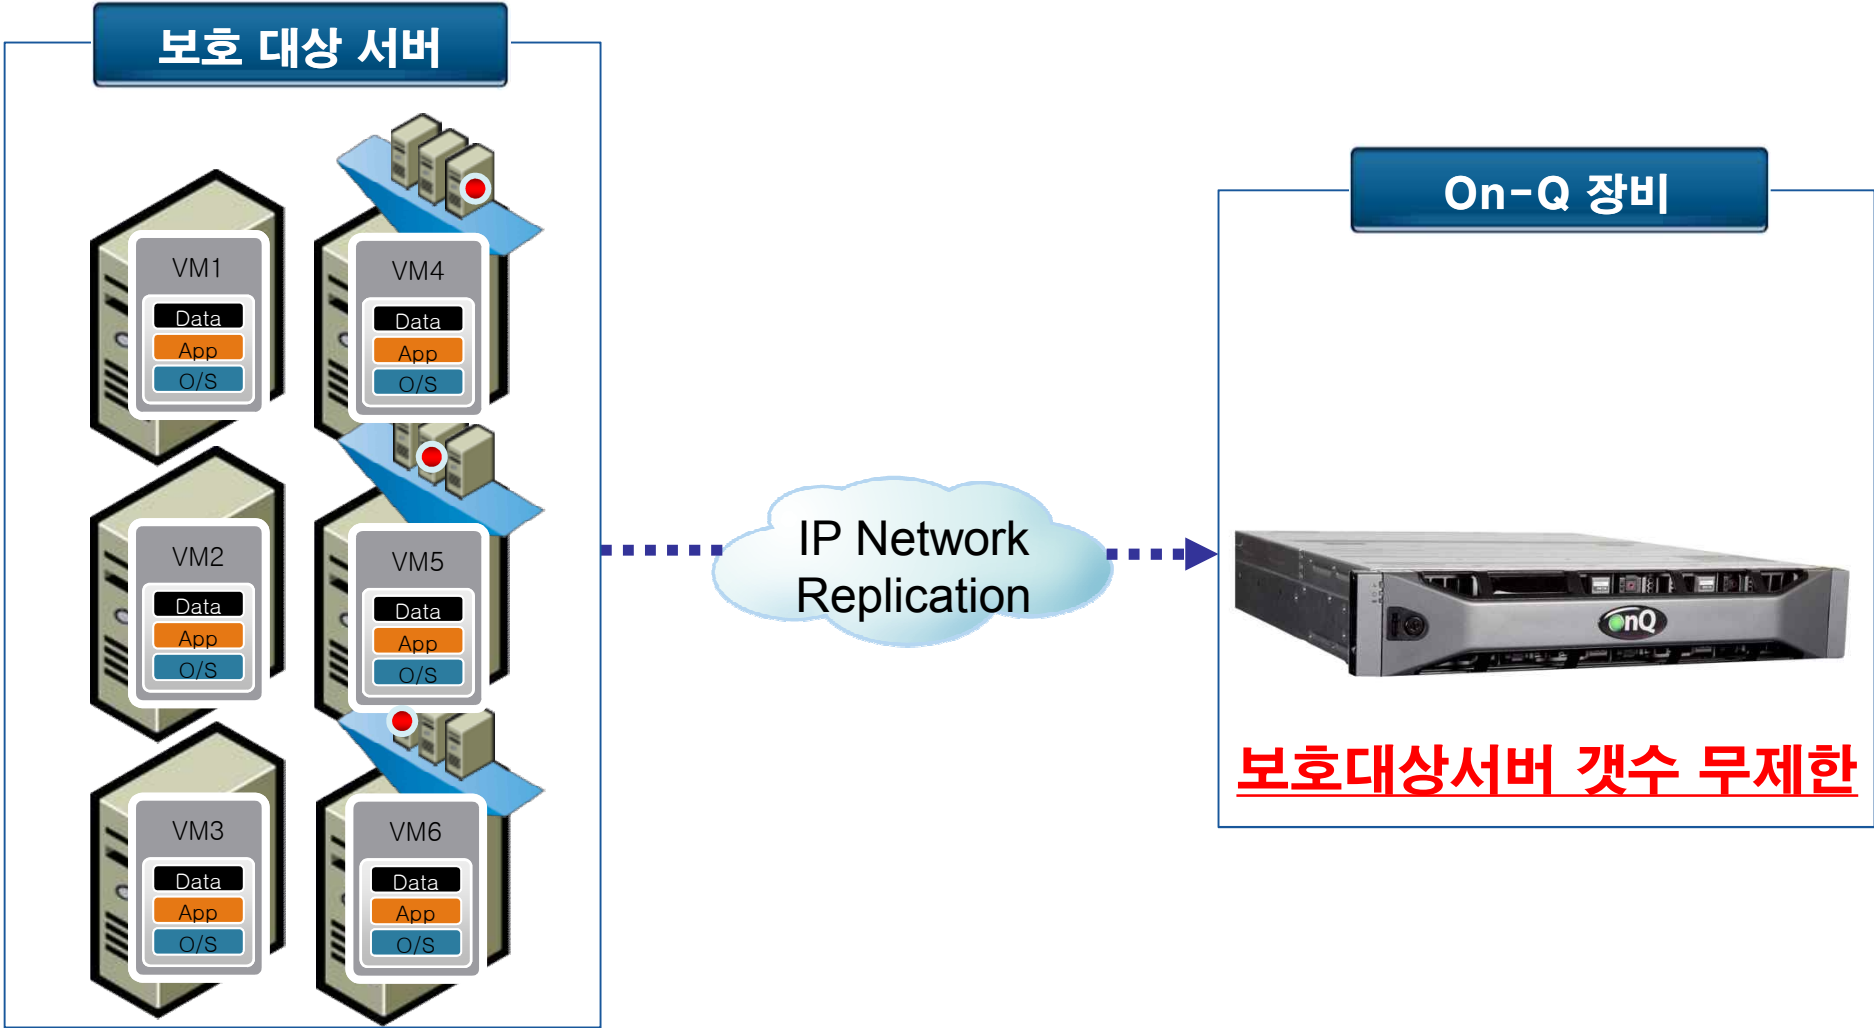 보호 대상 서버
VM1
Data
App
O/S
VM4
Data
App
O/S
VM2
Data
App
O/S
VM5
Data
App
O/S
VM3
Data
App
O/S
VM6
Data
App
O/S
IP Network
Replication
On-Q 장비
onQ
보호대상서버 갯수 무제한